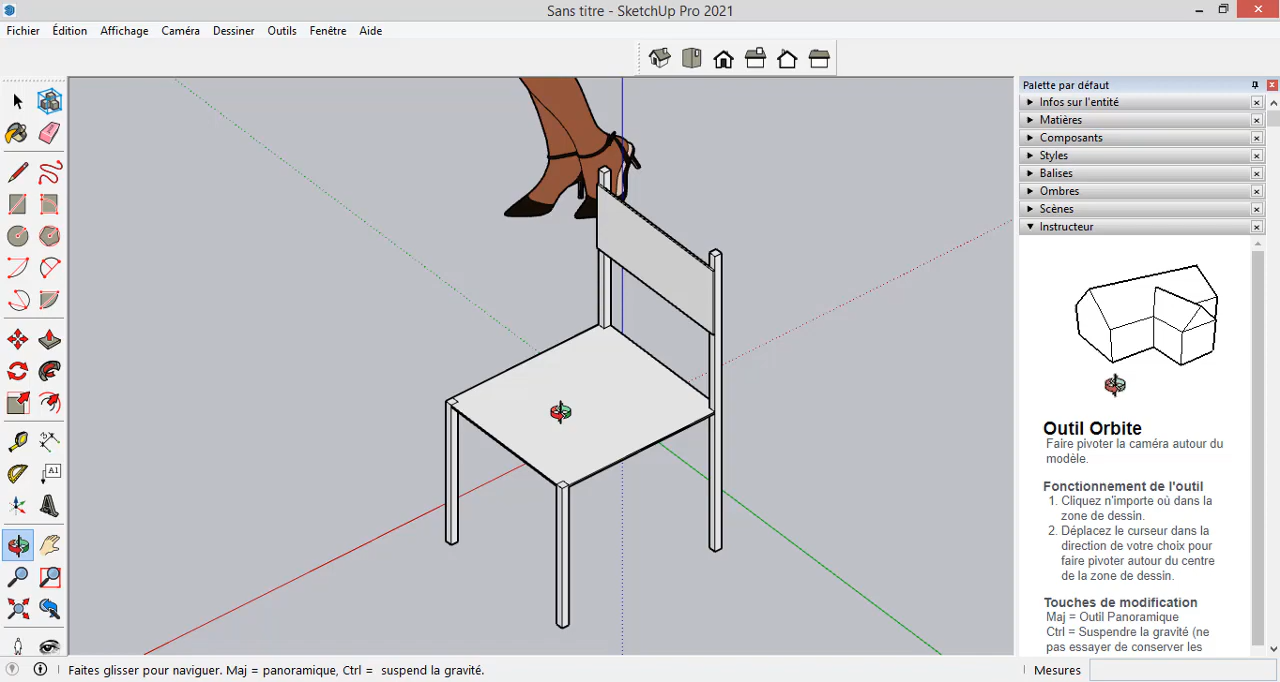 Sans titre - SketchUp Pro 2021
Fichier Édition Affichage Caméra Dessiner Outils Fenêtre Aide
Palette par défaut
Infos sur l'entité
Matières
Composants
Styles
Balises
Ombres
Scènes
Instructeur
A1
Outil Orbite
Faire pivoter la caméra autour du
modèle.
Fonctionnement de l'outil
1. Cliquez n'importe où dans la
zone de dessin.
2. Déplacez le curseur dans la
direction de votre choix pour
faire pivoter autour du centre
de la zone de dessin.
Touches de modification
Maj = Outil Panoramique
Ctrl = Suspendre la gravité (ne
pas essayer de conserver les
Faites glisser pour naviguer. Maj = panoramique, Ctrl = suspend la gravité.
Mesures